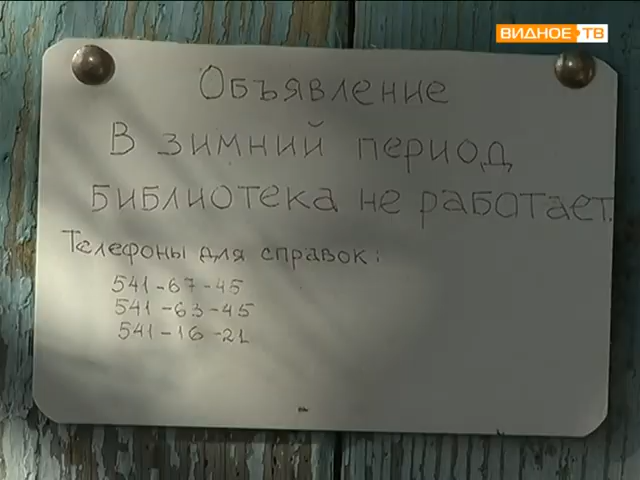 ВИДНОЕ ТВ
Объявление
В зимний период
библиотека не работает.
Телефоны для справок:
541-67-45
541-63-45
541-16-21